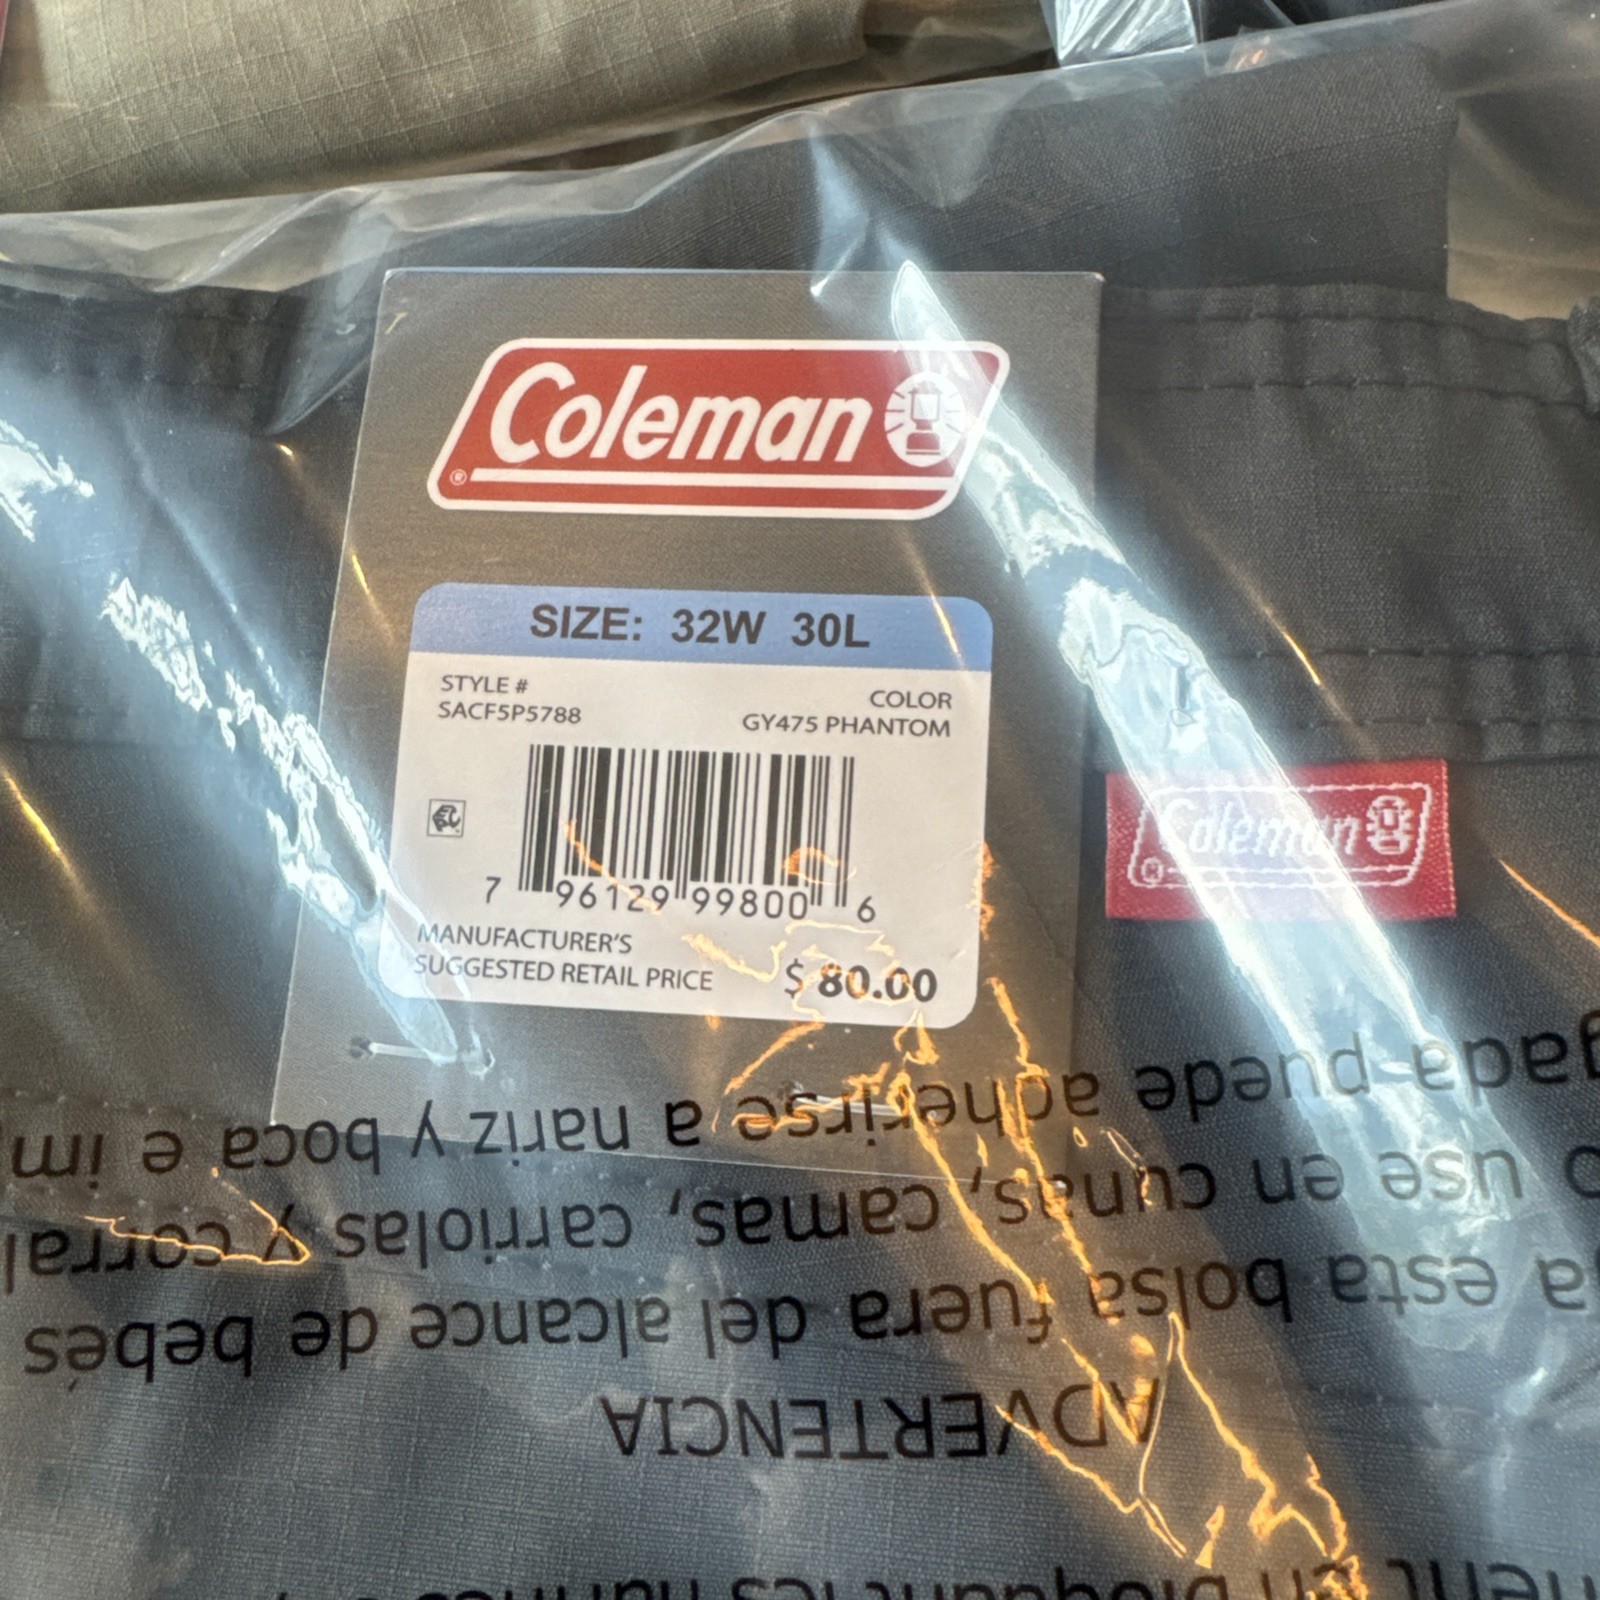 Coleman
®
SIZE: 32W 30L
STYLE #
SACF5P5788
COLOR
GY475 PHANTOM
7 96129 99800 6
MANUFACTURER'S
SUGGESTED RETAIL PRICE $ 80.00
Coleman
®
ADVERTENCIA
a esta bolsa fuera del alcance de bebés
use en cunas, camas, carriolas y corral
gada puede adherirse a nariz y boca e im